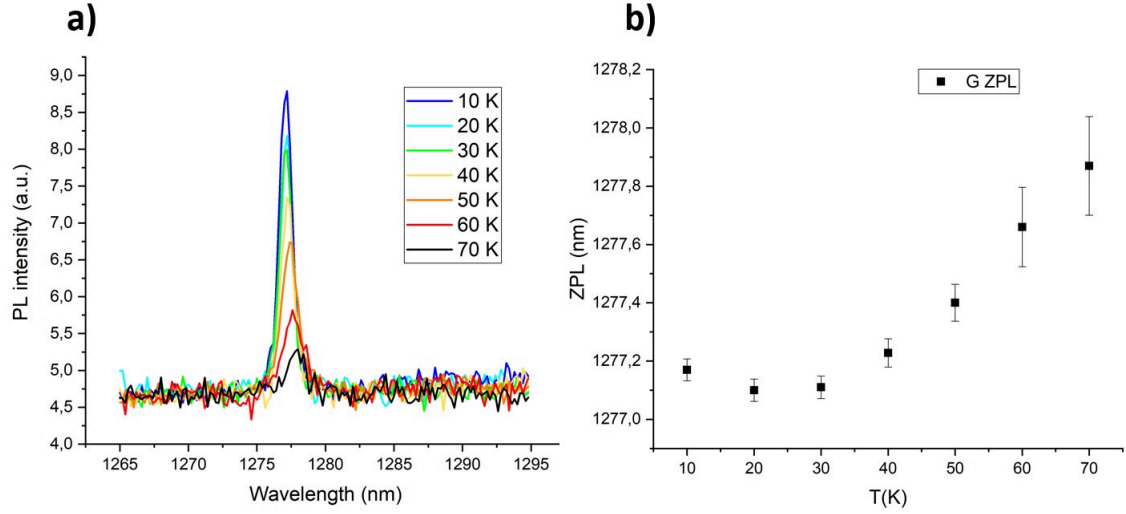 a)
PL intensity (a.u.)
9,0
8,5
8,0
7,5
7,0
6,5
6,0
5,5
5,0
4,5
4,0
10 K
20 K
30 K
40 K
50 K
60 K
70 K
1265 1270 1275 1280 1285 1290 1295
Wavelength (nm)
b)
ZPL (nm)
1278,2
1278,0
1277,8
1277,6
1277,4
1277,2
1277,0
G ZPL
10 20 30 40 50 60 70
T(K)